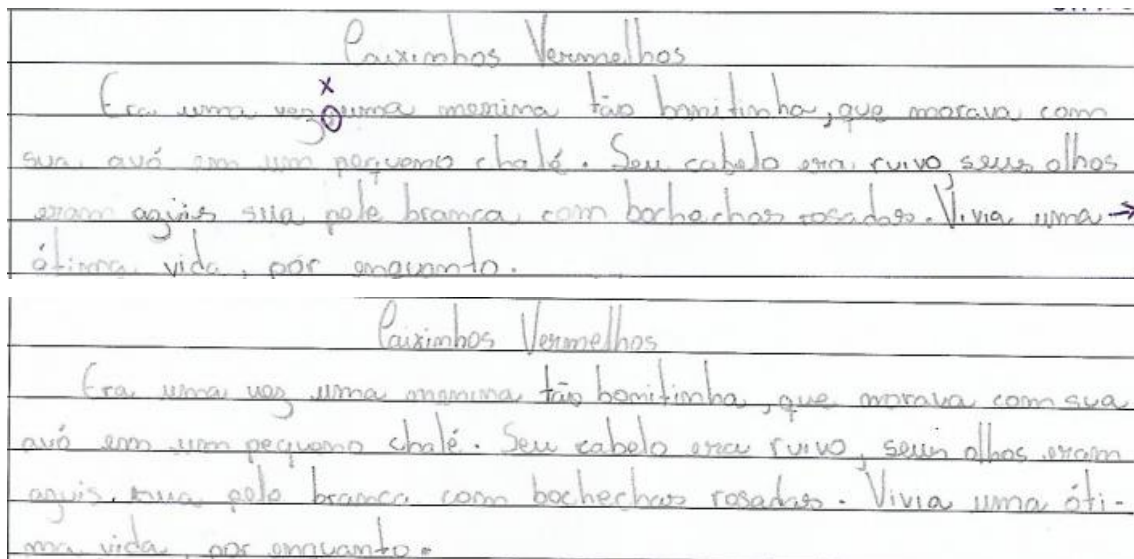 Caixinhos Vermelhos
Era uma vez uma menina tão bonitinha, que morava com
sua avó em um pequeno chalé. Seu cabelo era ruivo, seus olhos
eram azuis sua pele branca com bochechas rosadas. Vivia uma →
ótima vida, por enquanto.
Caixinhos Vermelhos
Era uma vez uma menina tão bonitinha, que morava com sua
avó em um pequeno chalé. Seu cabelo era ruivo, seus olhos eram
azuis, sua pele branca com bochechas rosadas. Vivia uma óti-
ma vida, por enquanto.